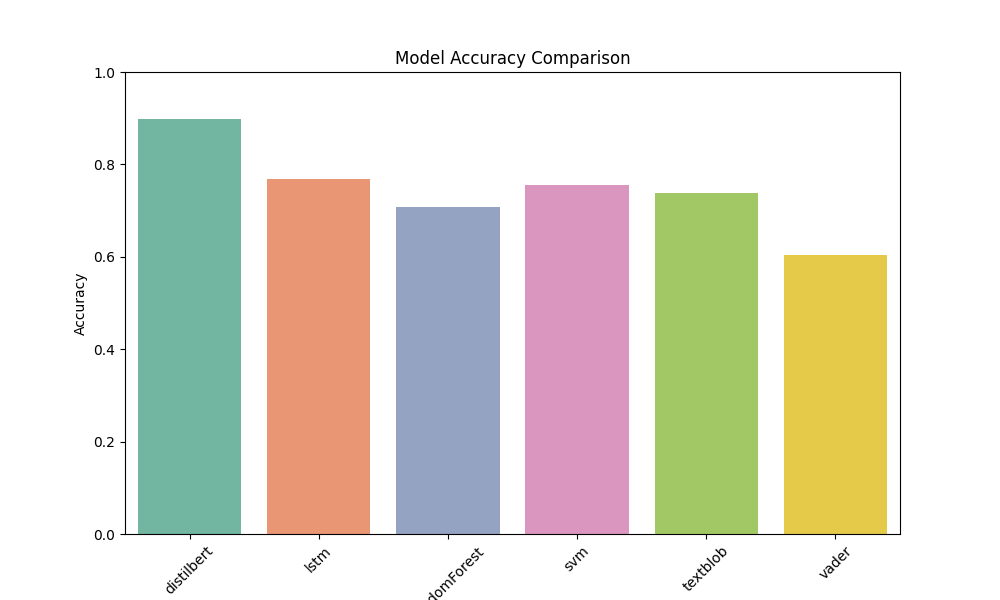 Model Accuracy Comparison
1.0
0.8
0.6
0.4
0.2
0.0
Accuracy
distilbert
lstm
domForest
svm
textblob
vader